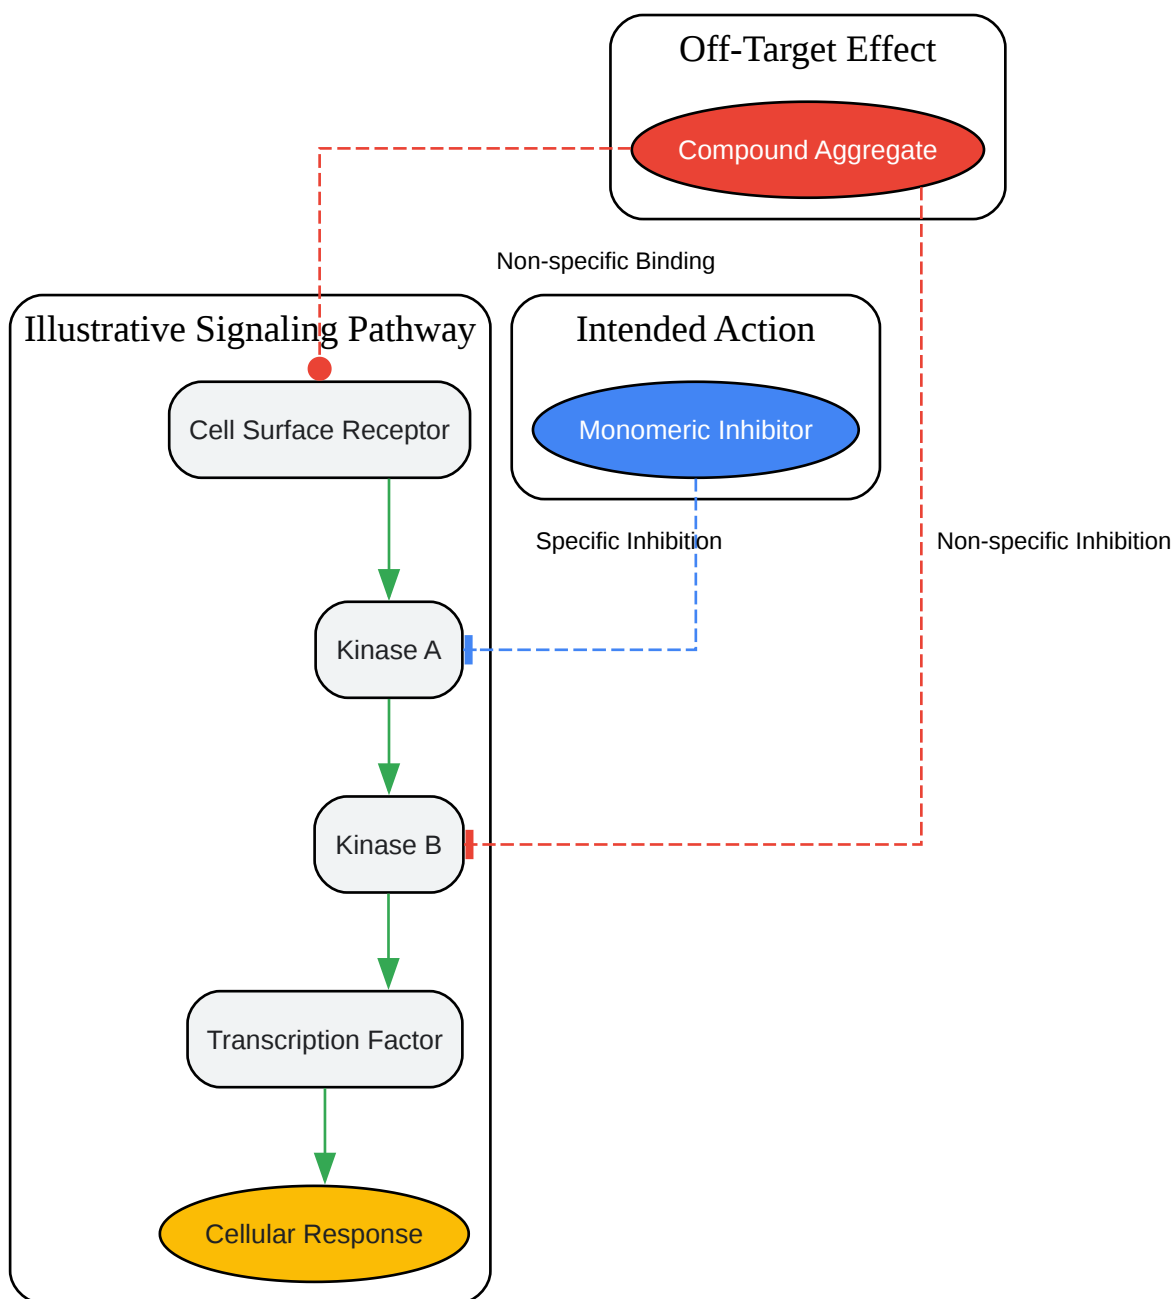 Off-Target Effect
Compound Aggregate
Non-specific Binding
Illustrative Signaling Pathway
Intended Action
Cell Surface Receptor
Monomeric Inhibitor
Specific Inhibition
Non-specific Inhibition
Kinase A
Kinase B
Transcription Factor
Cellular Response